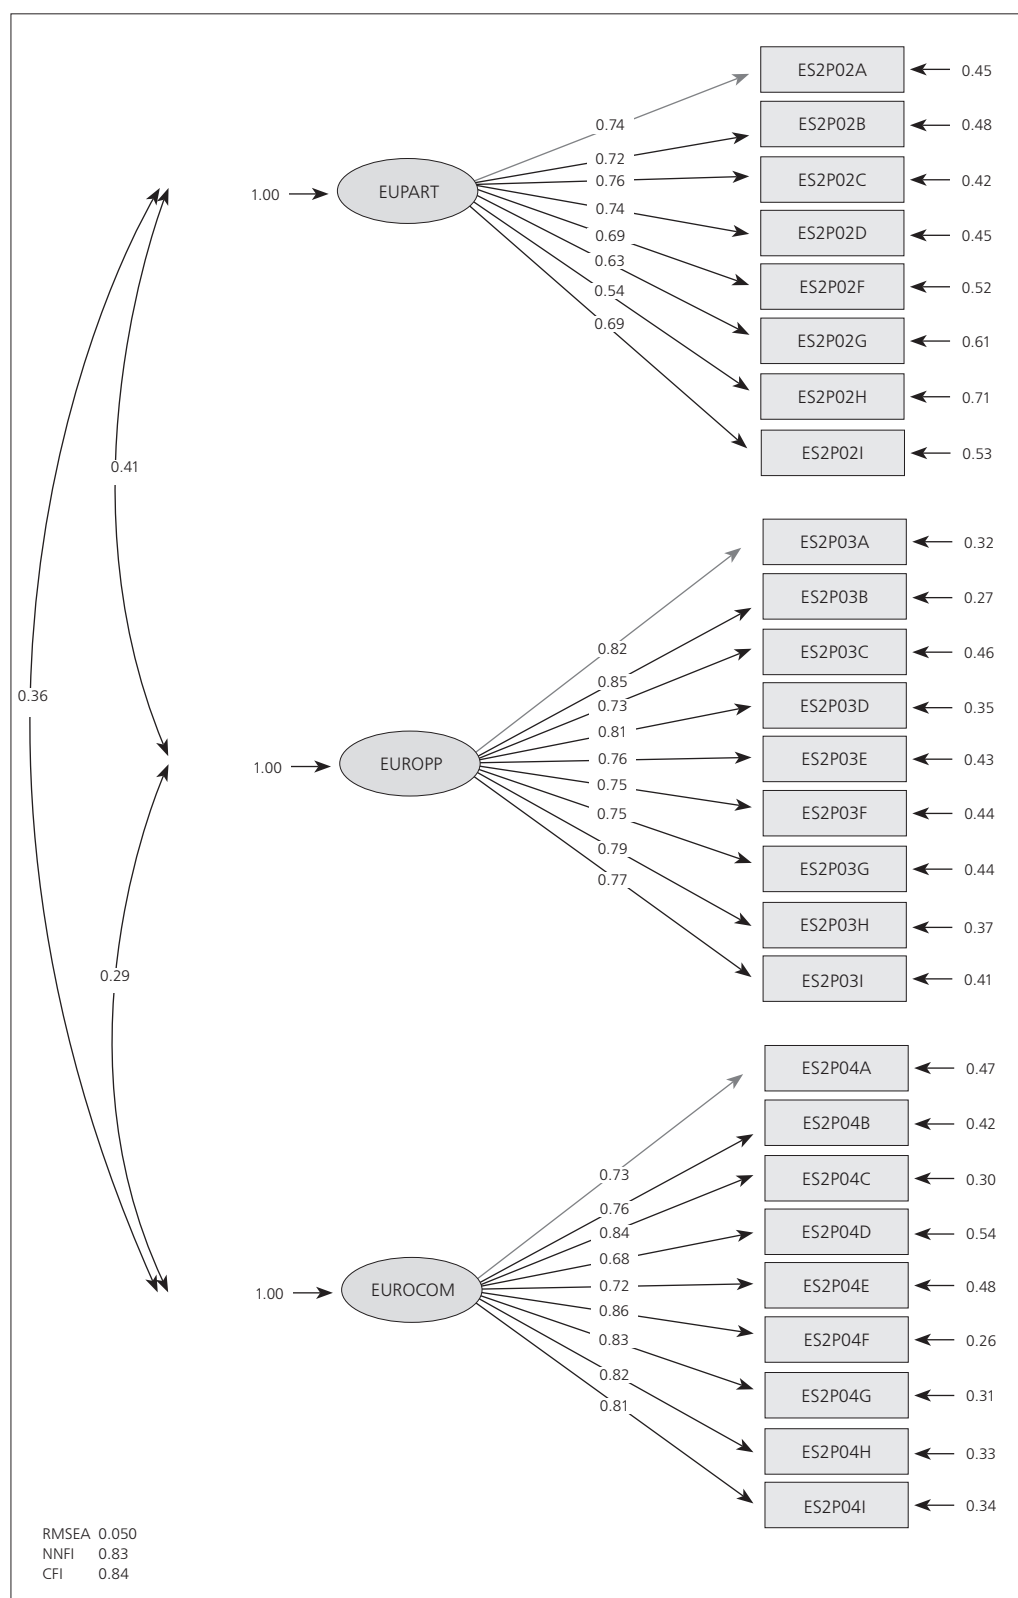 ES2P02A 0.45
0.74
ES2P02B 0.48
0.72
1.00 EUPART 0.76 ES2P02C 0.42
0.74
ES2P02D 0.45
0.69
0.63
ES2P02F 0.52
0.54
0.69
ES2P02G 0.61
ES2P02H 0.71
ES2P02I 0.53
0.41
ES2P03A 0.32
ES2P03B 0.27
0.82
ES2P03C 0.46
0.85
0.36
0.73
ES2P03D 0.35
0.81
1.00 EUROPP 0.76 ES2P03E 0.43
0.75
0.75
ES2P03F 0.44
0.79
ES2P03G 0.44
0.77
ES2P03H 0.37
0.29
ES2P03I 0.41
ES2P04A 0.47
ES2P04B 0.42
0.73
ES2P04C 0.30
0.76
0.84
ES2P04D 0.54
0.68
1.00 EUROCOM 0.72 ES2P04E 0.48
0.86
0.83
ES2P04F 0.26
0.82
ES2P04G 0.31
0.81
ES2P04H 0.33
ES2P04I 0.34
RMSEA 0.050
NNFI 0.83
CFI 0.84